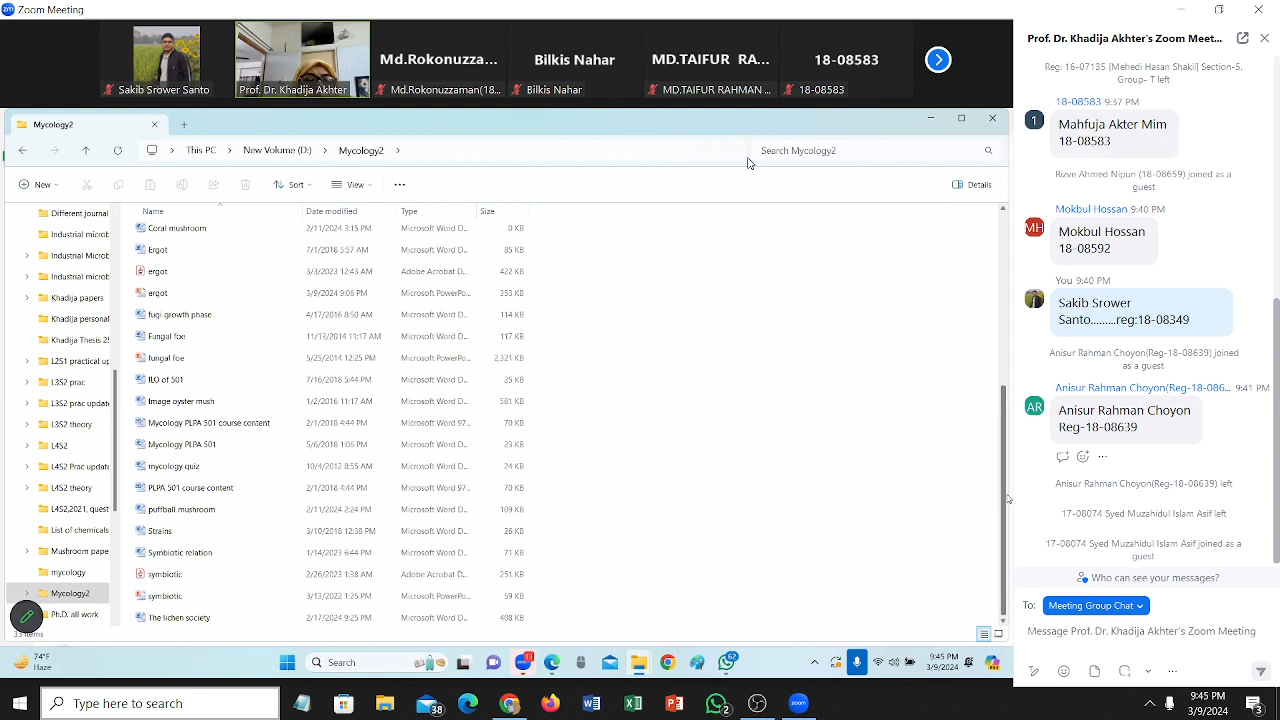 Zoom Meeting
Sakib Srower Santo
Prof. Dr. Khadija Akhter
Md.Rokonuzza...
Md.Rokonuzzaman(18...
Bilkis Nahar
Bilkis Nahar
MD.TAIFUR RA...
MD.TAIFUR RAHMAN ...
18-08583
18-08583
Mycology2
This PC > New Volume (D:) > Mycology2 >
Search Mycology2
New
Sort
View
...
Details
Different journal
Industrial microb
Industrial Microb
Industrial microb
Khadija papers
Khadija personal
Khadija Thesis 25
L2S1 practical up
L3S2 prac
L3S2 prac update
L3S2 theory
L4S2
L4S2 Prac update
L4S2 theory
L4S2,2021, quest
List of chemicals
Mushroom pape
mycology
Mycology2
Ph.D. all work
Name Date modified Type Size
Coral mushroom 2/11/2024 3:15 PM Microsoft Word D... 0 KB
Ergot 7/1/2018 5:57 AM Microsoft Word D... 85 KB
ergot 3/3/2023 12:43 AM Adobe Acrobat D... 422 KB
ergot 3/9/2024 9:06 PM Microsoft PowerPo... 353 KB
fugi growth phase 4/17/2016 8:50 AM Microsoft Word D... 114 KB
Fungal foe 11/13/2014 11:17 AM Microsoft Word D... 117 KB
fungal foe 5/25/2014 12:25 PM Microsoft PowerPo... 2,321 KB
ILO of 501 7/16/2018 5:44 PM Microsoft Word D... 25 KB
Image oyster mush 1/2/2016 11:17 AM Microsoft Word D... 501 KB
Mycology PLPA 501 course content 2/1/2018 4:44 PM Microsoft Word 97... 70 KB
Mycology PLPA 501 5/6/2018 1:06 PM Microsoft Word D... 23 KB
mycology quiz 10/4/2012 8:55 AM Microsoft Word D... 24 KB
PLPA 501 course content 2/1/2018 4:44 PM Microsoft Word 97... 70 KB
puffball mushroom 2/11/2024 2:24 PM Microsoft Word D... 109 KB
Strains 3/10/2018 12:38 PM Microsoft Word D... 26 KB
Symbiotic relation 1/14/2023 6:44 PM Microsoft Word D... 71 KB
symbiotic 2/26/2023 1:38 AM Adobe Acrobat D... 251 KB
symbiotic 3/13/2022 1:25 PM Microsoft PowerPo... 59 KB
The lichen society 2/17/2024 9:25 PM Microsoft Word D... 408 KB
items
74°F
Haze
Search
13
62
9:45 PM
3/9/2024
Type here to search
38
2
9:45 PM
3/9/2024
3
Prof. Dr. Khadija Akhter's Zoom Meet...
Reg: 16-07135 [Mehedi Hasan Shakil] Section-5.
Group- T left
18-08583 9:37 PM
1
Mahfuja Akter Mim
18-08583
Rizve Ahmed Nipun (18-08659) joined as a
guest
Mokbul Hossan 9:40 PM
MH
Mokbul Hossan
18-08592
You 9:40 PM
Sakib Srower
Santo.........reg:18-08349
Anisur Rahman Choyon(Reg-18-08639) joined
as a guest
Anisur Rahman Choyon(Reg-18-086... 9:41 PM
AR
Anisur Rahman Choyon
Reg-18-08639
...
Anisur Rahman Choyon(Reg-18-08639) left
17-08074 Syed Muzahidul Islam Asif left
17-08074 Syed Muzahidul Islam Asif joined as a
guest
Who can see your messages?
To: Meeting Group Chat
Message Prof. Dr. Khadija Akhter's Zoom Meeting
...